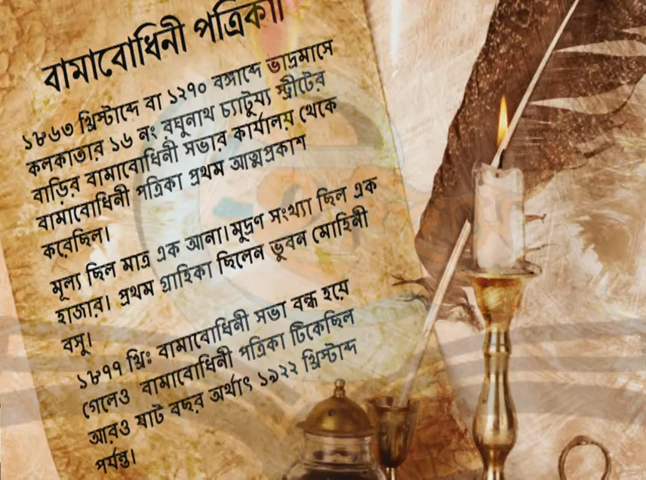 বামাবোধিনী পত্রিকা।।
১৮৬৩ খ্রিস্টাব্দে বা ১২৭০ বঙ্গাব্দে ভাদ্রমাসে
কলকাতার ১৬ নং বঘুনাথ চ্যাটুয্য স্ট্রীটের
বাড়ির বামাবোধিনী সভার কার্যালয় থেকে
বামাবোধিনী পত্রিকা প্রথম আত্মপ্রকাশ
করেছিল।
মূল্য ছিল মাত্র এক আনা। মুদ্রণ সংখ্যা ছিল এক
হাজার। প্রথম গ্রাহিকা ছিলেন ভুবন মোহিনী
বসু।
১৮৭৭ খ্রিঃ বামাবোধিনী সভা বন্ধ হয়ে
গেলেও বামাবোধিনী পত্রিকা টিকেছিল
আরও ষাট বছর অর্থাৎ ১৯২২ খ্রিস্টাব্দ
পর্যন্ত।